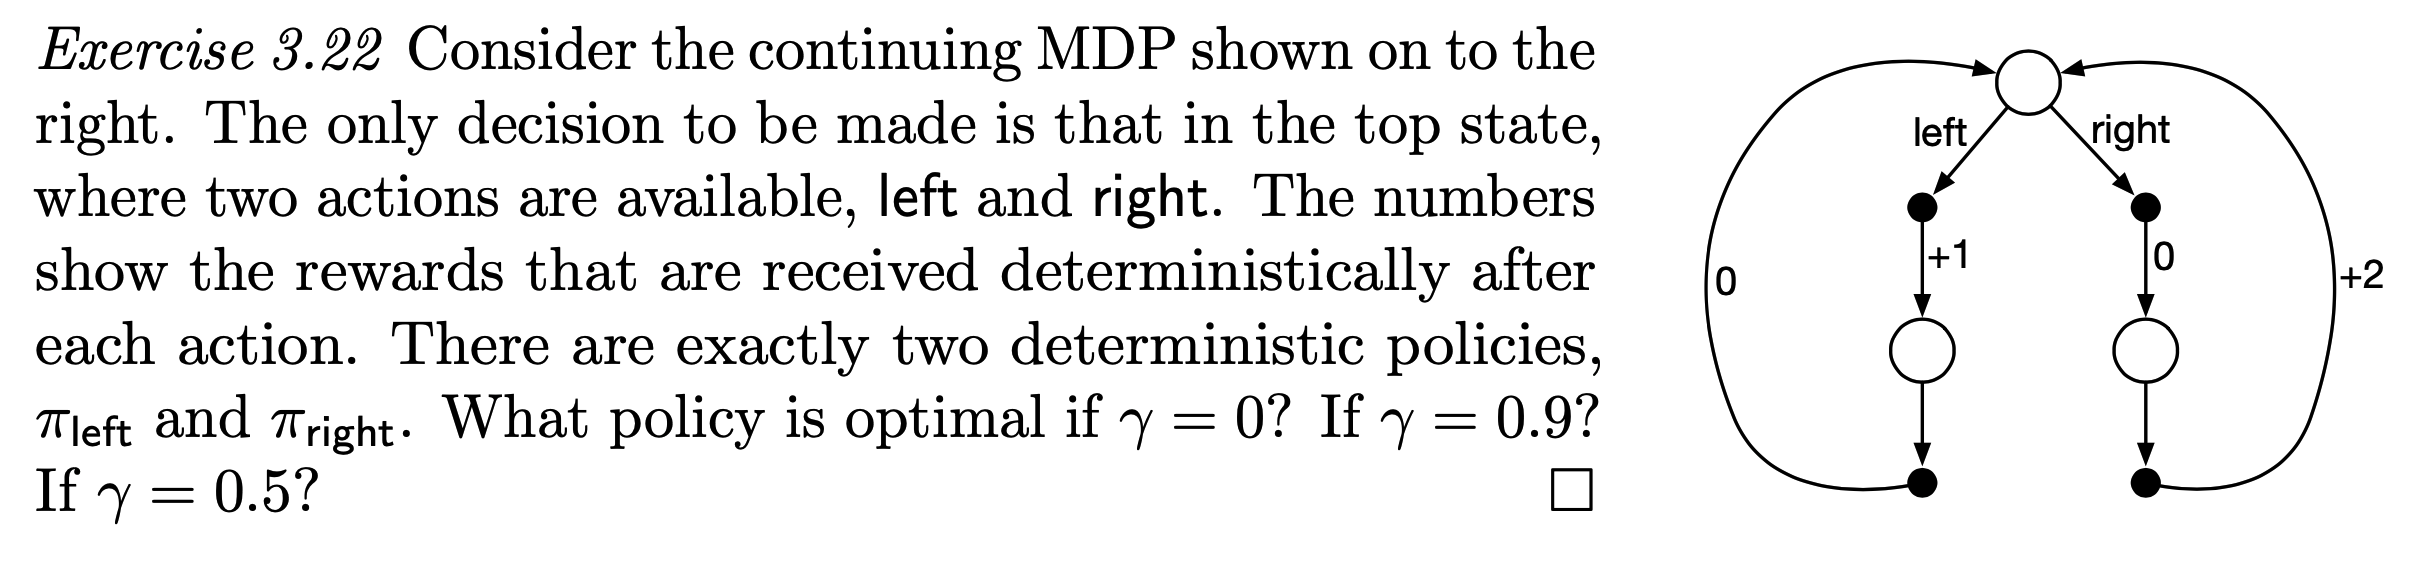 Exercise 3.22 Consider the continuing MDP shown on to the
right. The only decision to be made is that in the top state,
where two actions are available, left and right. The numbers
show the rewards that are received deterministically after
each action. There are exactly two deterministic policies,
π_left and π_right. What policy is optimal if γ = 0? If γ = 0.9?
If γ = 0.5? □
left
right
+1
0
0
+2